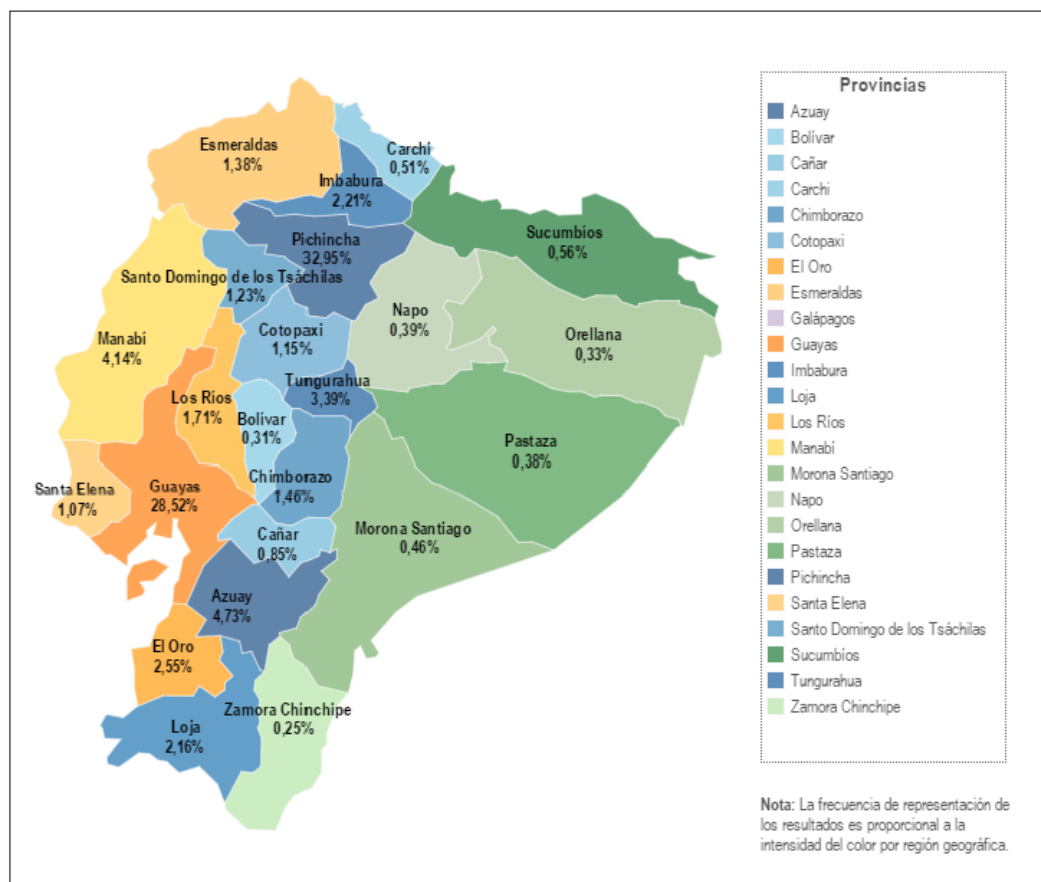 Esmeraldas
1,38%
Carchi
0,51%
Imbabura
2,21%
Pichincha
32,95%
Sucumbíos
0,56%
Santo Domingo de los Tsáchilas
1,23%
Napo
0,39%
Manabí
4,14%
Cotopaxi
1,15%
Orellana
0,33%
Tungurahua
3,39%
Los Ríos
1,71%
Bolívar
0,31%
Pastaza
0,38%
Santa Elena
1,07%
Guayas
28,52%
Chimborazo
1,46%
Morona Santiago
0,46%
Cañar
0,85%
Azuay
4,73%
El Oro
2,55%
Loja
2,16%
Zamora Chinchipe
0,25%
Provincias
Azuay
Bolívar
Cañar
Carchi
Chimborazo
Cotopaxi
El Oro
Esmeraldas
Galápagos
Guayas
Imbabura
Loja
Los Ríos
Manabí
Morona Santiago
Napo
Orellana
Pastaza
Pichincha
Santa Elena
Santo Domingo de los Tsáchilas
Sucumbíos
Tungurahua
Zamora Chinchipe
Nota: La frecuencia de representación de
los resultados es proporcional a la
intensidad del color por región geográfica.